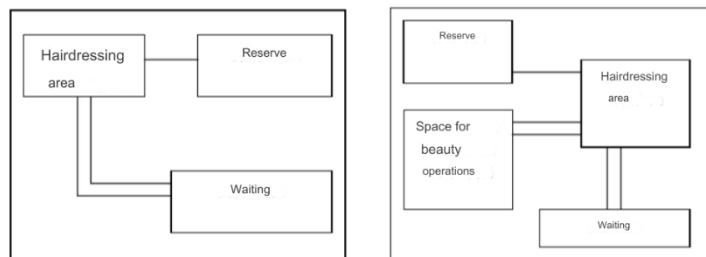 Hairdressing
area
Reserve
Waiting
Reserve
Hairdressing
area
Space for
beauty
operations
Waiting